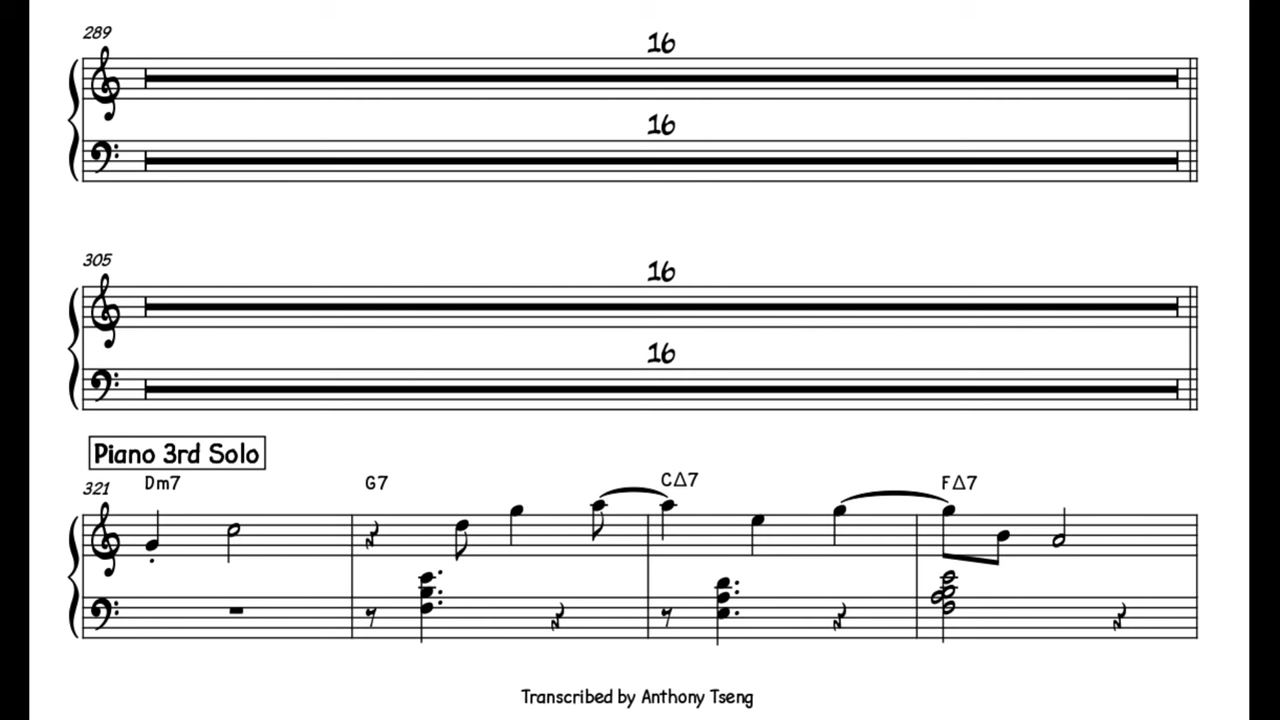 289
16
16
305
16
16
Piano 3rd Solo
Dm7 G7 CΔ7 FΔ7
321
Transcribed by Anthony Tseng